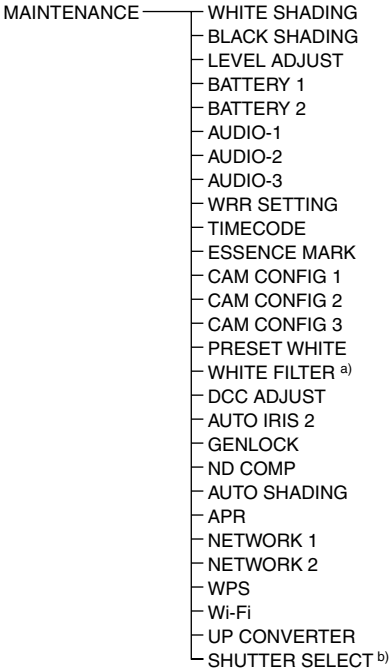 MAINTENANCE WHITE SHADING
BLACK SHADING
LEVEL ADJUST
BATTERY 1
BATTERY 2
AUDIO-1
AUDIO-2
AUDIO-3
WRR SETTING
TIMECODE
ESSENCE MARK
CAM CONFIG 1
CAM CONFIG 2
CAM CONFIG 3
PRESET WHITE
WHITE FILTER a)
DCC ADJUST
AUTO IRIS 2
GENLOCK
ND COMP
AUTO SHADING
APR
NETWORK 1
NETWORK 2
WPS
Wi-Fi
UP CONVERTER
SHUTTER SELECT b)